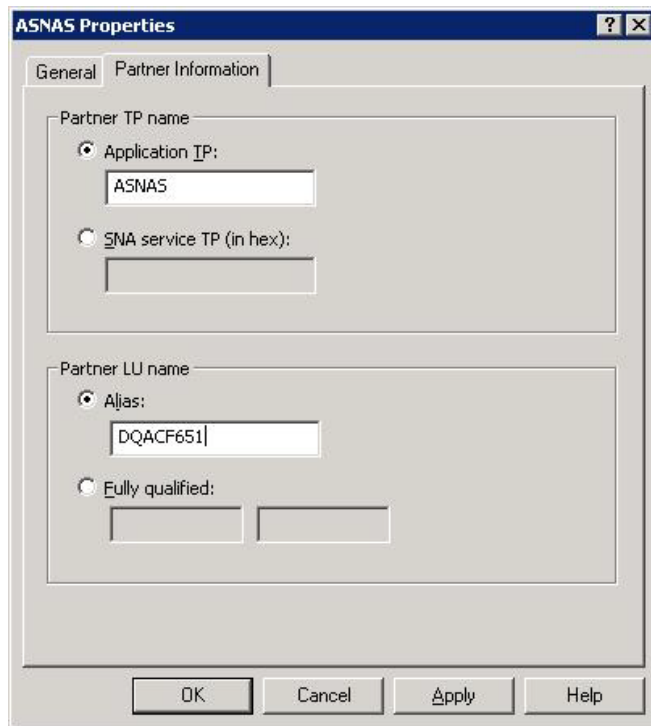 ASNAS Properties
General
Partner Information
Partner TP name
Application TP:
ASNAS
SNA service TP (in hex):
Partner LU name
Alias:
DQACF651
Fully qualified:
OK
Cancel
Apply
Help